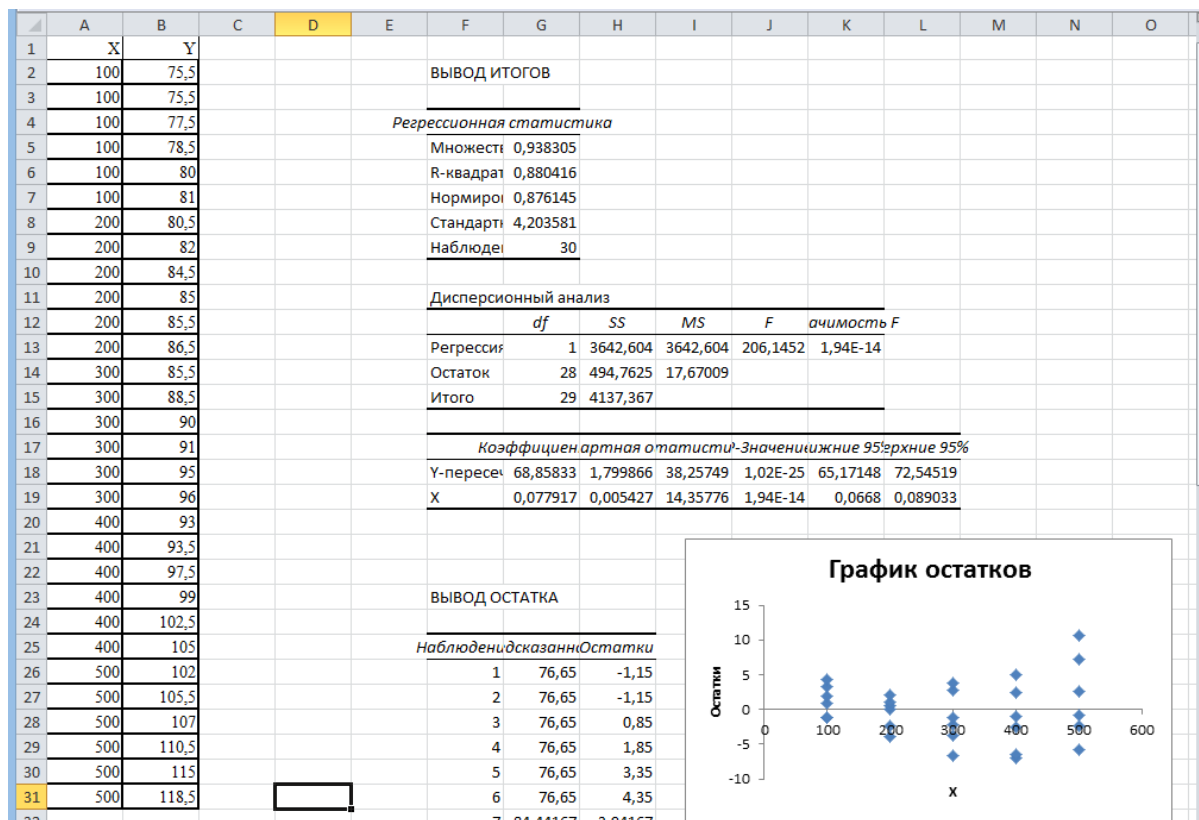 A B C D E F G H I J K L M N O
1 X Y
2 100 75,5 ВЫВОД ИТОГОВ
3 100 75,5
4 100 77,5 Регрессионная статистика
5 100 78,5 Множеств 0,938305
6 100 80 R-квадрат 0,880416
7 100 81 Нормиро 0,876145
8 200 80,5 Стандартн 4,203581
9 200 82 Наблюде 30
10 200 84,5
11 200 85 Дисперсионный анализ
12 200 85,5 df SS MS F ачимость F
13 200 86,5 Регрессия 1 3642,604 3642,604 206,1452 1,94E-14
14 300 85,5 Остаток 28 494,7625 17,67009
15 300 88,5 Итого 29 4137,367
16 300 90
17 300 91 Коэффициен артная о татисти Р-Значение ижние 95% ерхние 95%
18 300 95 Y-пересеч 68,85833 1,799866 38,25749 1,02E-25 65,17148 72,54519
19 300 96 X 0,077917 0,005427 14,35776 1,94E-14 0,0668 0,089033
20 400 93
21 400 93,5
22 400 97,5
23 400 99 ВЫВОД ОСТАТКА
24 400 102,5
25 400 105 Наблюдени дсказанн Остатки
26 500 102 1 76,65 -1,15
27 500 105,5 2 76,65 -1,15
28 500 107 3 76,65 0,85
29 500 110,5 4 76,65 1,85
30 500 115 5 76,65 3,35
31 500 118,5 6 76,65 4,35
График остатков
15
10
5
0
-5
-10
0 100 200 300 400 500 600
Остатки
X